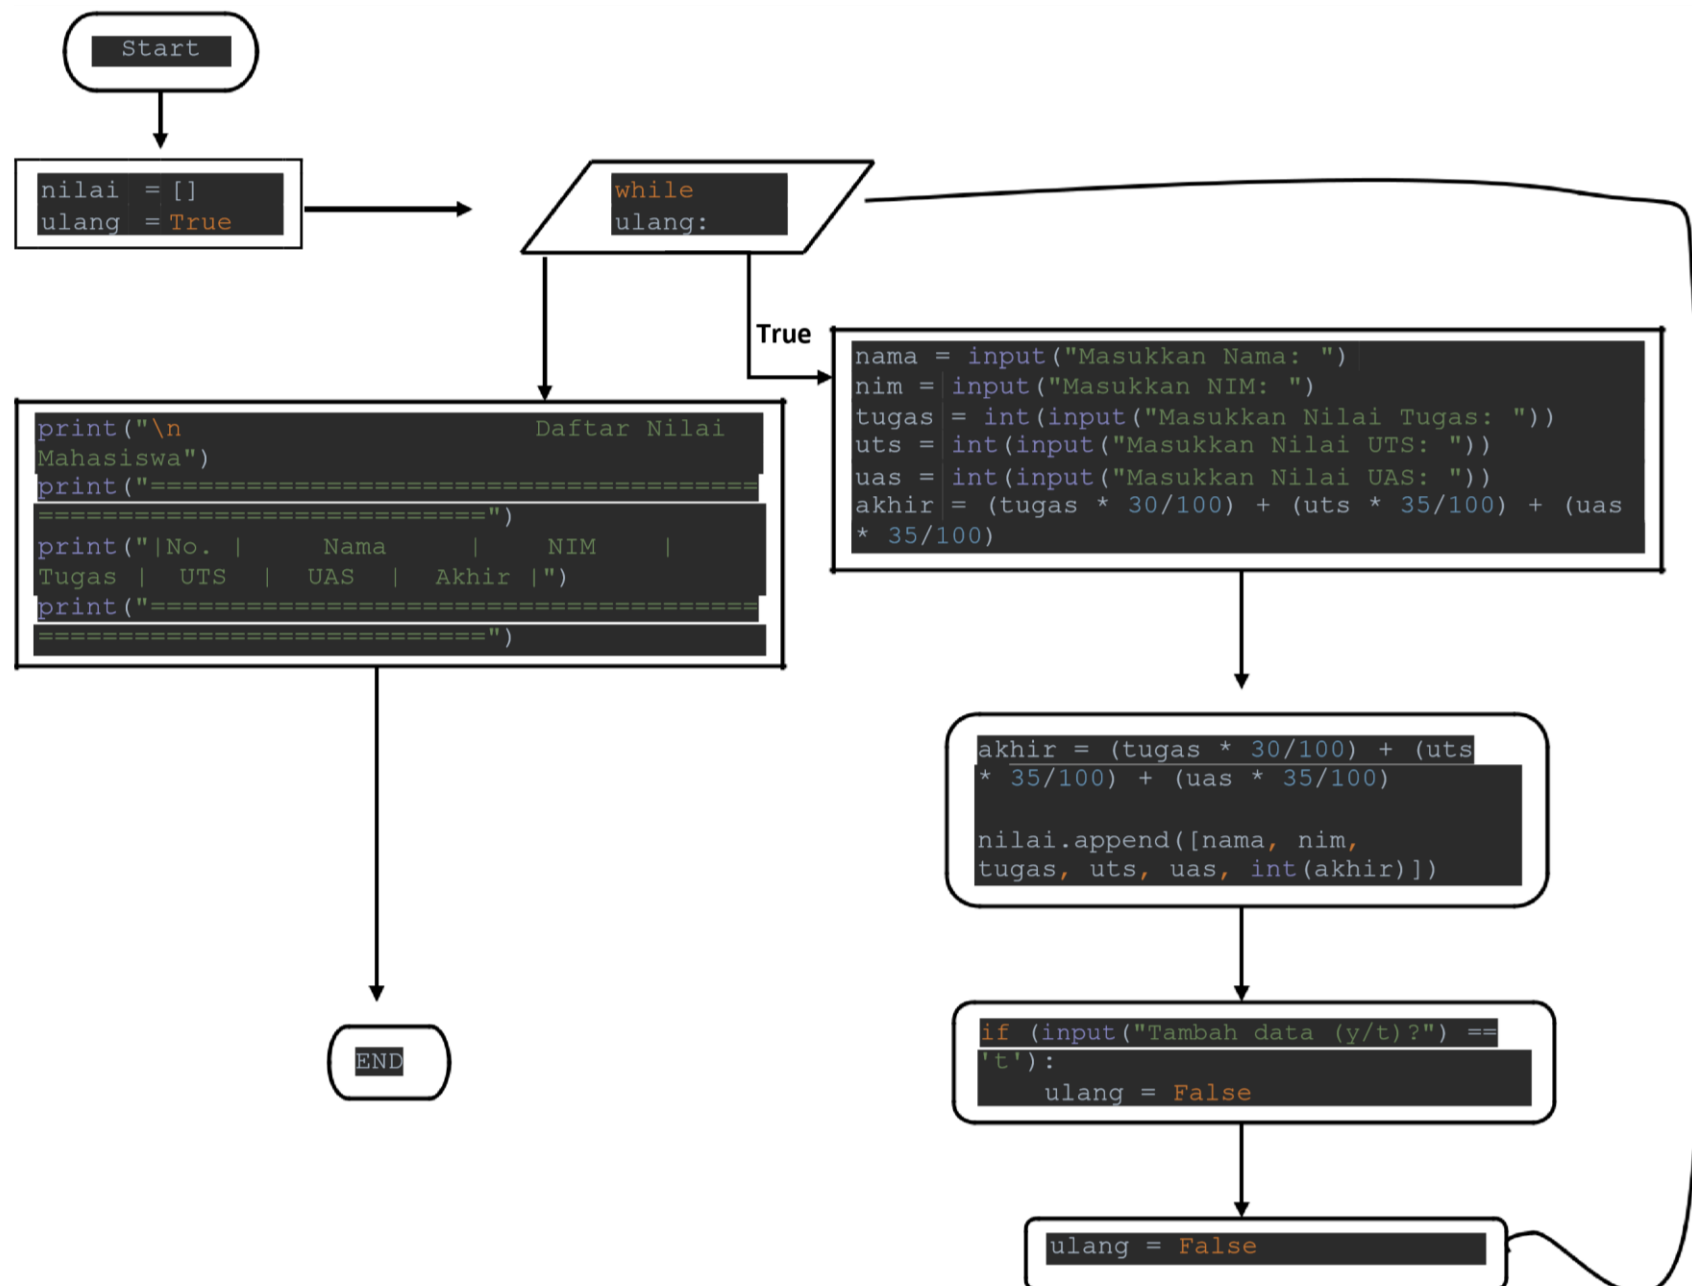 Start
nilai = []
ulang = True
while
ulang:
True
nama = input("Masukkan Nama: ")
nim = input("Masukkan NIM: ")
tugas = int(input("Masukkan Nilai Tugas: "))
uts = int(input("Masukkan Nilai UTS: "))
uas = int(input("Masukkan Nilai UAS: "))
akhir = (tugas * 30/100) + (uts * 35/100) + (uas
* 35/100)
print("\n                      Daftar Nilai
Mahasiswa")
print("======================================
============================")
print("|No. |     Nama     |    NIM    |
Tugas |  UTS  |  UAS  |  Akhir |")
print("======================================
============================")
akhir = (tugas * 30/100) + (uts
* 35/100) + (uas * 35/100)
nilai.append([nama, nim,
tugas, uts, uas, int(akhir)])
if (input("Tambah data (y/t)?") ==
't'):
    ulang = False
END
ulang = False